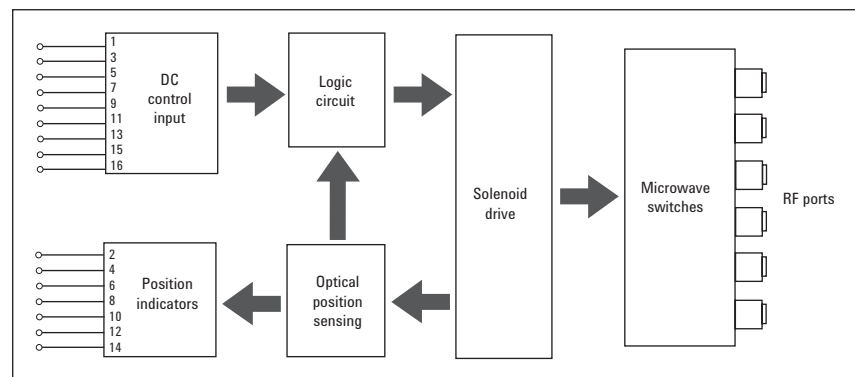 1
3
5
7
9
11
13
15
16
DC
control
input
Logic
circuit
Solenoid
drive
Microwave
switches
RF ports
2
4
6
8
10
12
14
Position
indicators
Optical
position
sensing